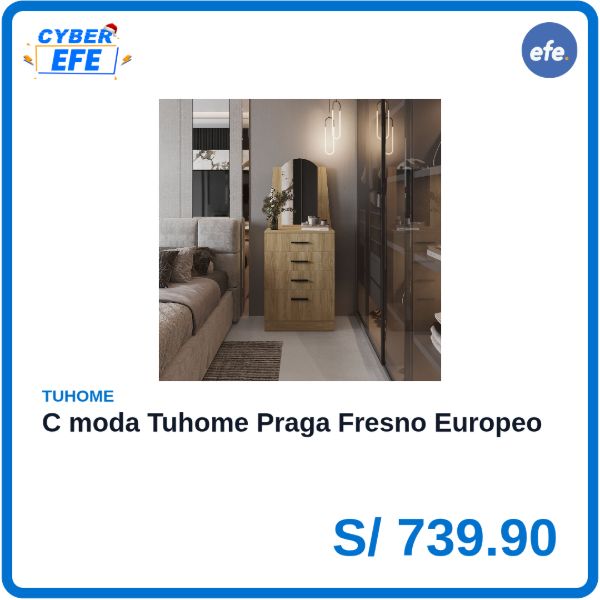 CYBER
EFE
efe.
TUHOME
C moda Tuhome Praga Fresno Europeo
S/ 739.90